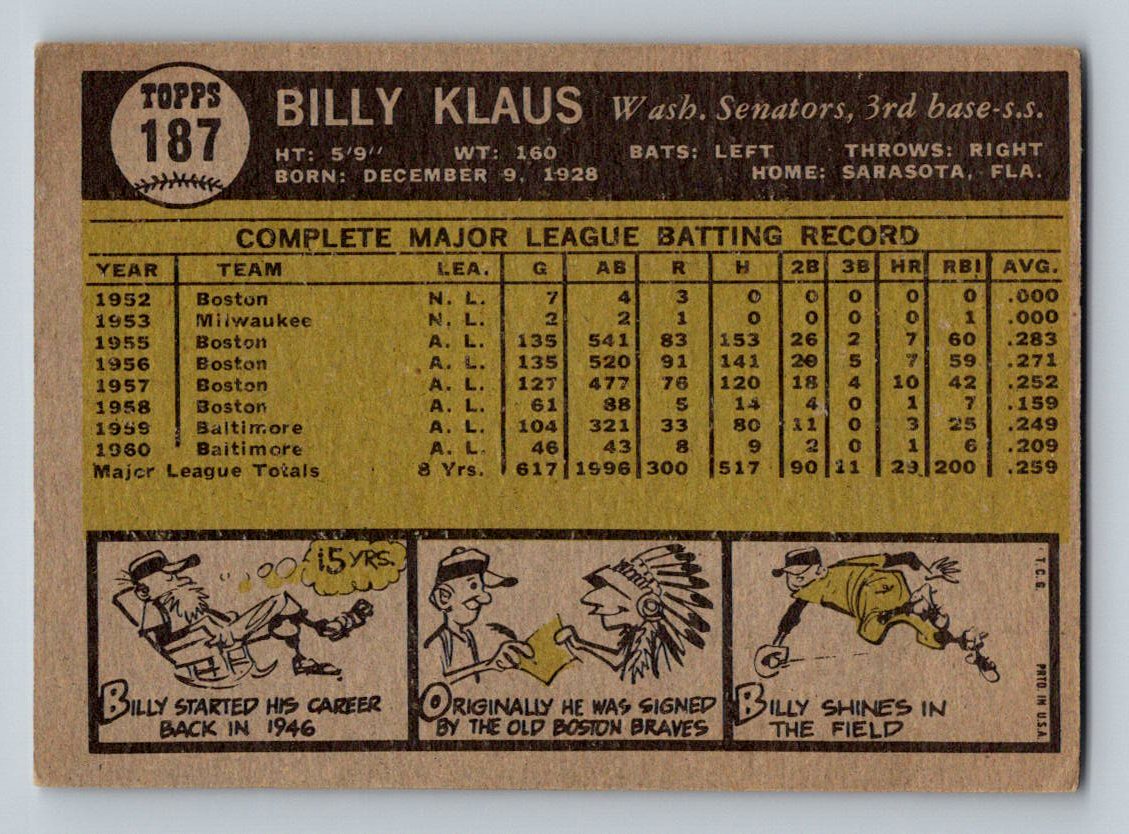 TOPPS
187
BILLY KLAUS Wash. Senators, 3rd base-s.s.
HT: 5'9" WT: 160 BATS: LEFT THROWS: RIGHT
BORN: DECEMBER 9, 1928 HOME: SARASOTA, FLA.
COMPLETE MAJOR LEAGUE BATTING RECORD
YEAR TEAM LEA. G AB R H 2B 3B HR RBI AVG.
1952 Boston N. L. 7 4 3 0 0 0 0 0 .000
1953 Milwaukee N. L. 2 2 1 0 0 0 0 1 .000
1955 Boston A. L. 135 541 83 153 26 2 7 60 .283
1956 Boston A. L. 135 520 91 141 29 5 7 59 .271
1957 Boston A. L. 127 477 76 120 18 4 10 42 .252
1958 Boston A. L. 61 88 5 14 4 0 1 7 .159
1959 Baltimore A. L. 104 321 33 80 11 0 3 25 .249
1960 Baltimore A. L. 46 43 8 9 2 0 1 6 .209
Major League Totals 8 Yrs. 617 1996 300 517 90 11 29 200 .259
15 YRS.
BILLY STARTED HIS CAREER
BACK IN 1946
ORIGINALLY HE WAS SIGNED
BY THE OLD BOSTON BRAVES
BILLY SHINES IN
THE FIELD
T.C.G. PRTD. IN U.S.A.